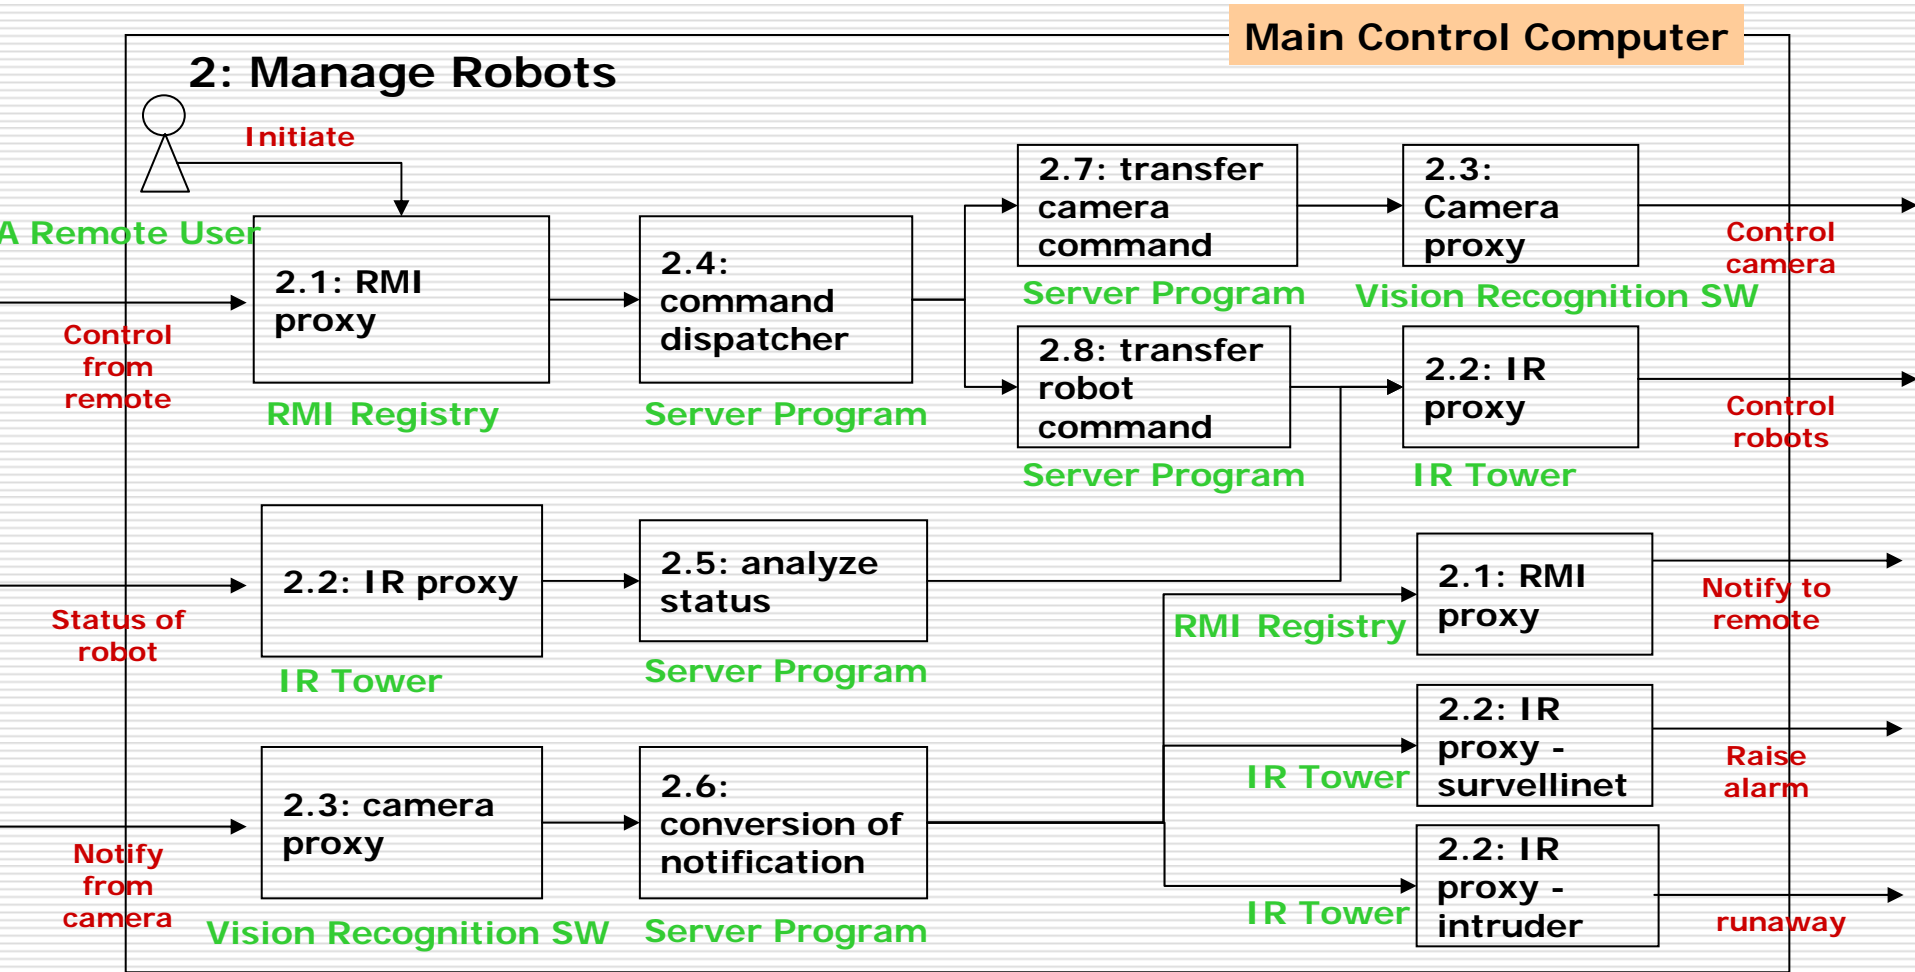 Main Control Computer
2: Manage Robots
Initiate
A Remote User
Control
from
remote
2.1: RMI
proxy
RMI Registry
2.4:
command
dispatcher
Server Program
2.7: transfer
camera
command
Server Program
2.3:
Camera
proxy
Vision Recognition SW
Control
camera
2.8: transfer
robot
command
Server Program
2.2: IR
proxy
IR Tower
Control
robots
Status of
robot
2.2: IR proxy
IR Tower
2.5: analyze
status
Server Program
RMI Registry
2.1: RMI
proxy
Notify to
remote
IR Tower
2.2: IR
proxy -
survellinet
Raise
alarm
Notify
from
camera
2.3: camera
proxy
Vision Recognition SW
2.6:
conversion of
notification
Server Program
IR Tower
2.2: IR
proxy -
intruder
runaway